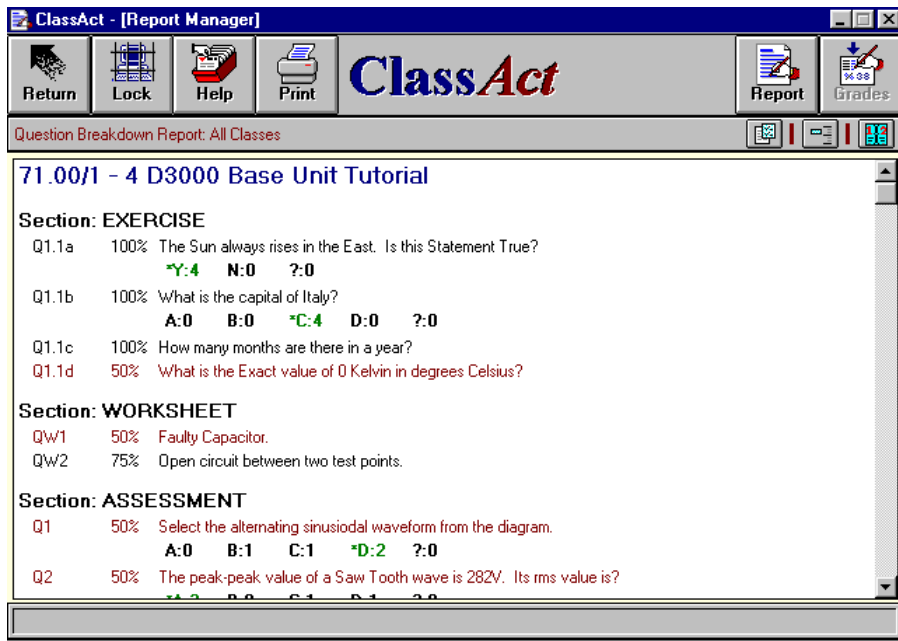 ClassAct - [Report Manager]
Return Lock Help Print ClassAct Report Grades
Question Breakdown Report: All Classes
71.00/1 - 4 D3000 Base Unit Tutorial
Section: EXERCISE
Q1.1a 100% The Sun always rises in the East. Is this Statement True?
*Y:4 N:0 ?:0
Q1.1b 100% What is the capital of Italy?
A:0 B:0 *C:4 D:0 ?:0
Q1.1c 100% How many months are there in a year?
Q1.1d 50% What is the Exact value of 0 Kelvin in degrees Celsius?
Section: WORKSHEET
QW1 50% Faulty Capacitor.
QW2 75% Open circuit between two test points.
Section: ASSESSMENT
Q1 50% Select the alternating sinusiodal waveform from the diagram.
A:0 B:1 C:1 *D:2 ?:0
Q2 50% The peak-peak value of a Saw Tooth wave is 282V. Its rms value is?